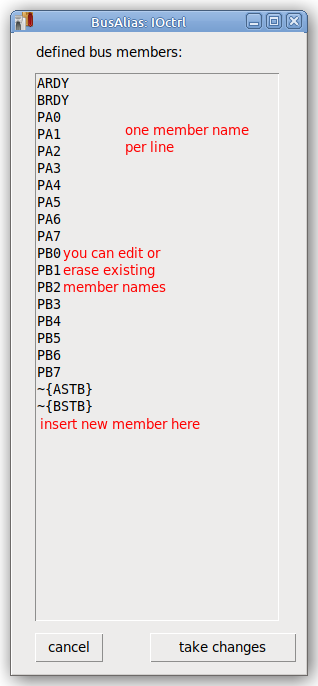 BusAlias: IOctrl
defined bus members:
ARDY
BRDY
PA0
PA1
one member name
PA2
per line
PA3
PA4
PA5
PA6
PA7
PB0 you can edit or
PB1 erase existing
PB2 member names
PB3
PB4
PB5
PB6
PB7
~{ASTB}
~{BSTB}
insert new member here
cancel
take changes